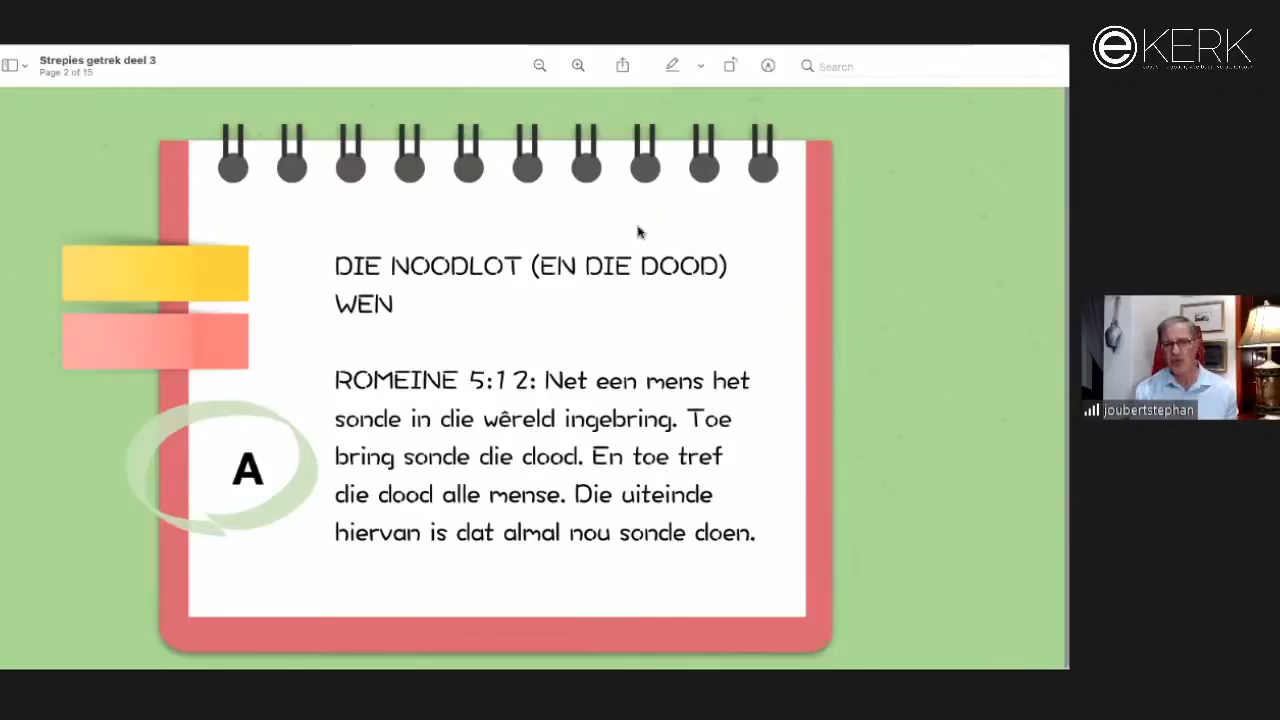 eKERK
Strepies getrek deel 3
Page 2 of 15
Search
DIE NOODLOT (EN DIE DOOD)
WEN
ROMEINE 5:12: Net een mens het
sonde in die wêreld ingebring. Toe
bring sonde die dood. En toe tref
die dood alle mense. Die uiteinde
hiervan is dat almal nou sonde doen.
A
joubertstephan